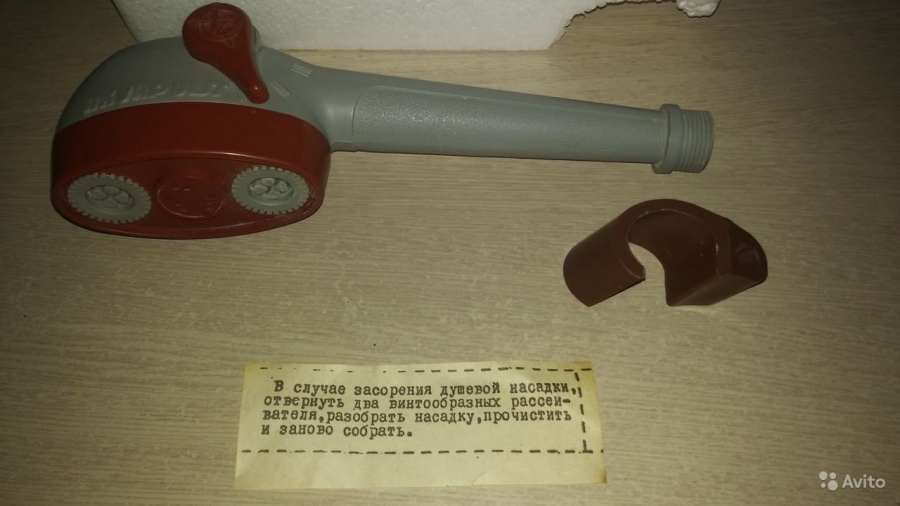 В случае засорения душевой насадки,
отвернуть два винтообразных рассеи-
вателя,разобрать насадку,прочистить
и заново собрать.
Avito